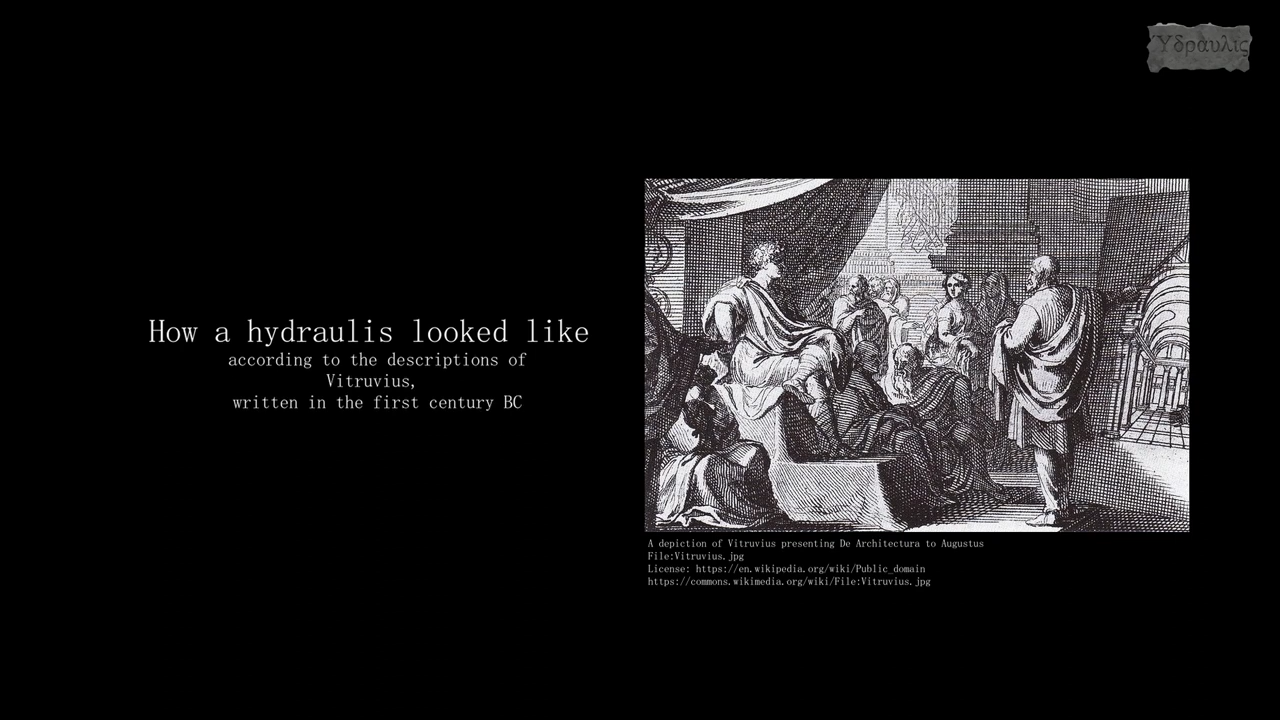 Ὕδραυλις
How a hydraulis looked like
according to the descriptions of
Vitruvius,
written in the first century BC
A depiction of Vitruvius presenting De Architectura to Augustus
File:Vitruvius.jpg
License: https://en.wikipedia.org/wiki/Public_domain
https://commons.wikimedia.org/wiki/File:Vitruvius.jpg